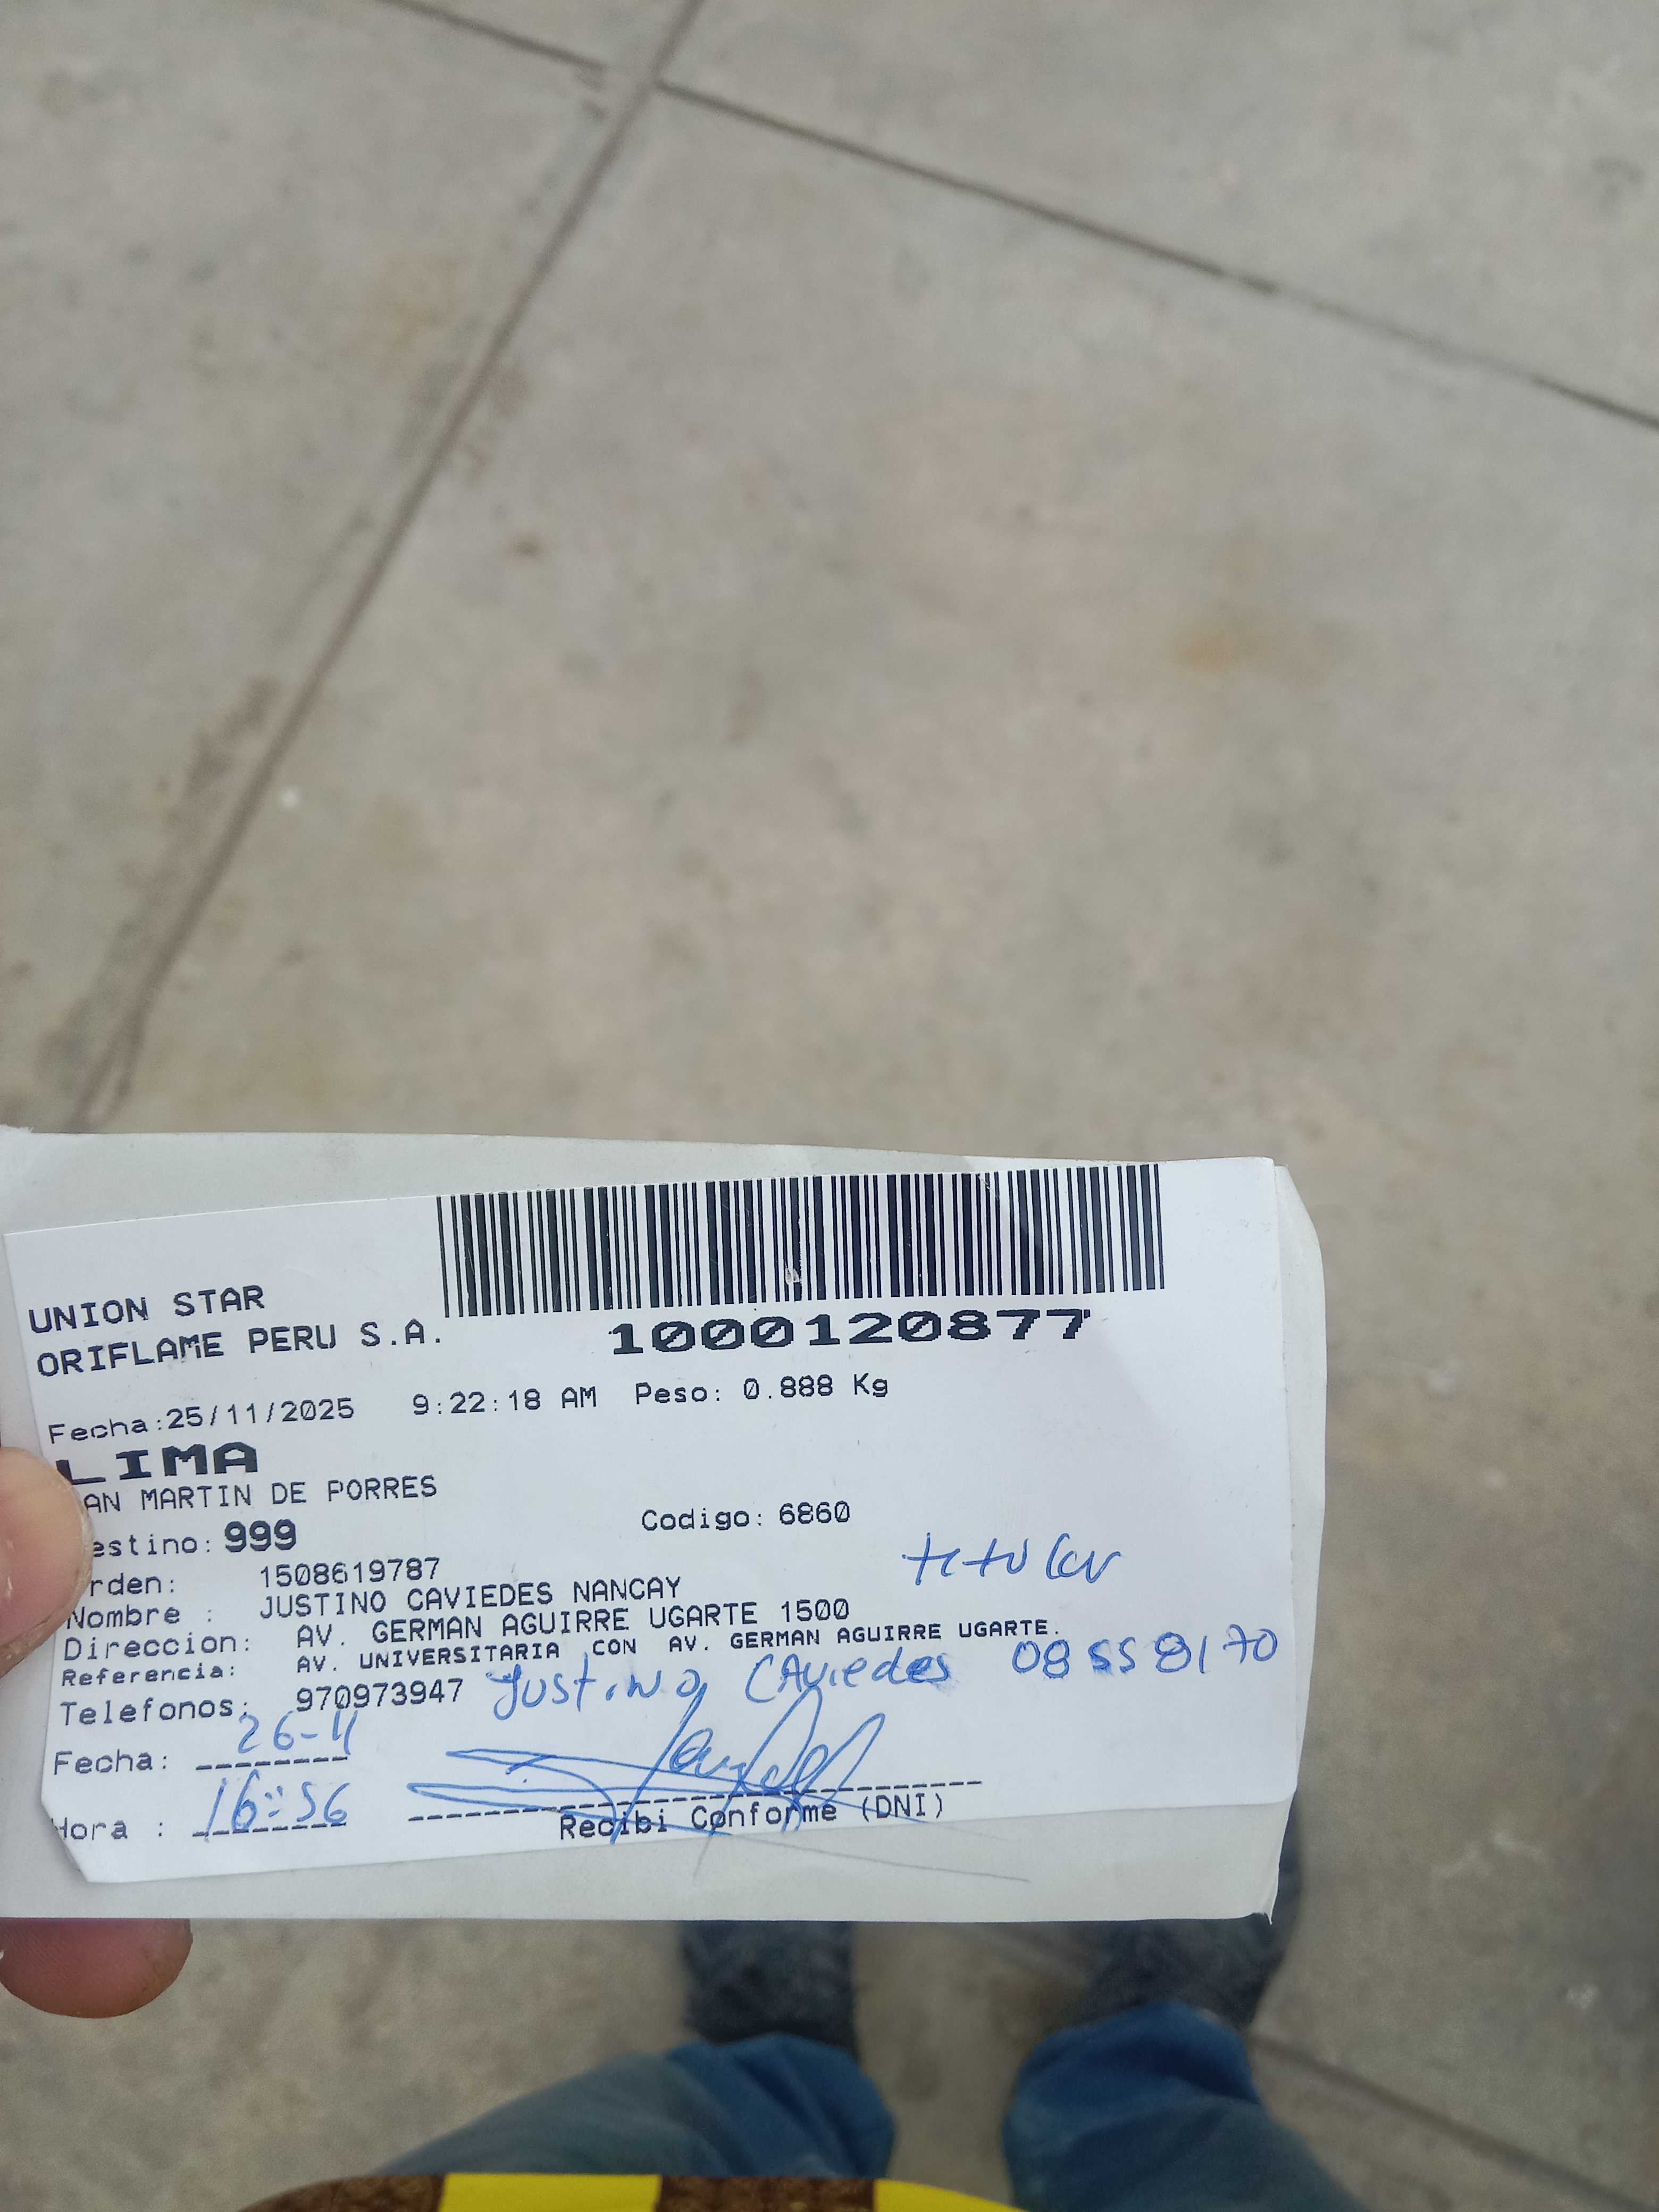 UNION STAR
ORIFLAME PERU S.A.
1000120877
Fecha:25/11/2025 9:22:18 AM Peso: 0.888 Kg
LIMA
AN MARTIN DE PORRES
estino: 999 Codigo: 6860
rden: 1508619787 titular
Nombre : JUSTINO CAVIEDES NANCAY
Direccion: AV. GERMAN AGUIRRE UGARTE 1500
Referencia: AV. UNIVERSITARIA CON AV. GERMAN AGUIRRE UGARTE.
Telefonos: 970973947 Justino Caviedes 08558170
Fecha: 26-11
Hora : 16:56
Recibi Conforme (DNI)